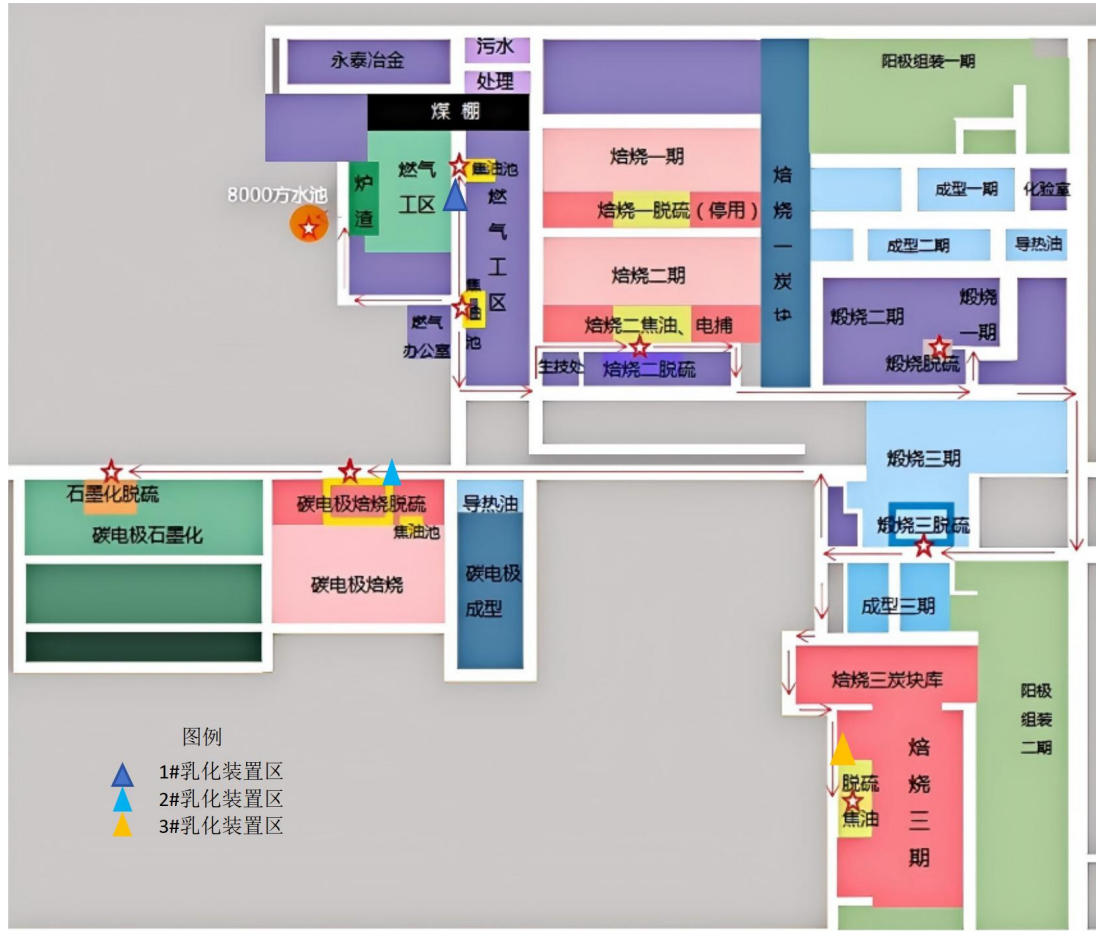 永泰冶金
污水
处理
阳极组装一期
煤 棚
燃气
工区
焦油池
炉
渣
8000方水池
燃
气
工
区
焙烧一期
焙烧一脱硫（停用）
焙烧二期
焙烧二焦油、电捕
生技处
焙烧二脱硫
焙
烧
一
炭
块
成型一期
化验室
成型二期
导热油
煅烧二期
煅烧
一期
煅烧脱硫
焦
油
池
燃气
办公室
石墨化脱硫
碳电极石墨化
碳电极焙烧脱硫
焦油池
碳电极焙烧
导热油
碳电极
成型
煅烧三期
煅烧三脱硫
成型三期
焙烧三炭块库
焙
烧
三
期
脱硫
焦油
阳极
组装
二期
图例
1#乳化装置区
2#乳化装置区
3#乳化装置区